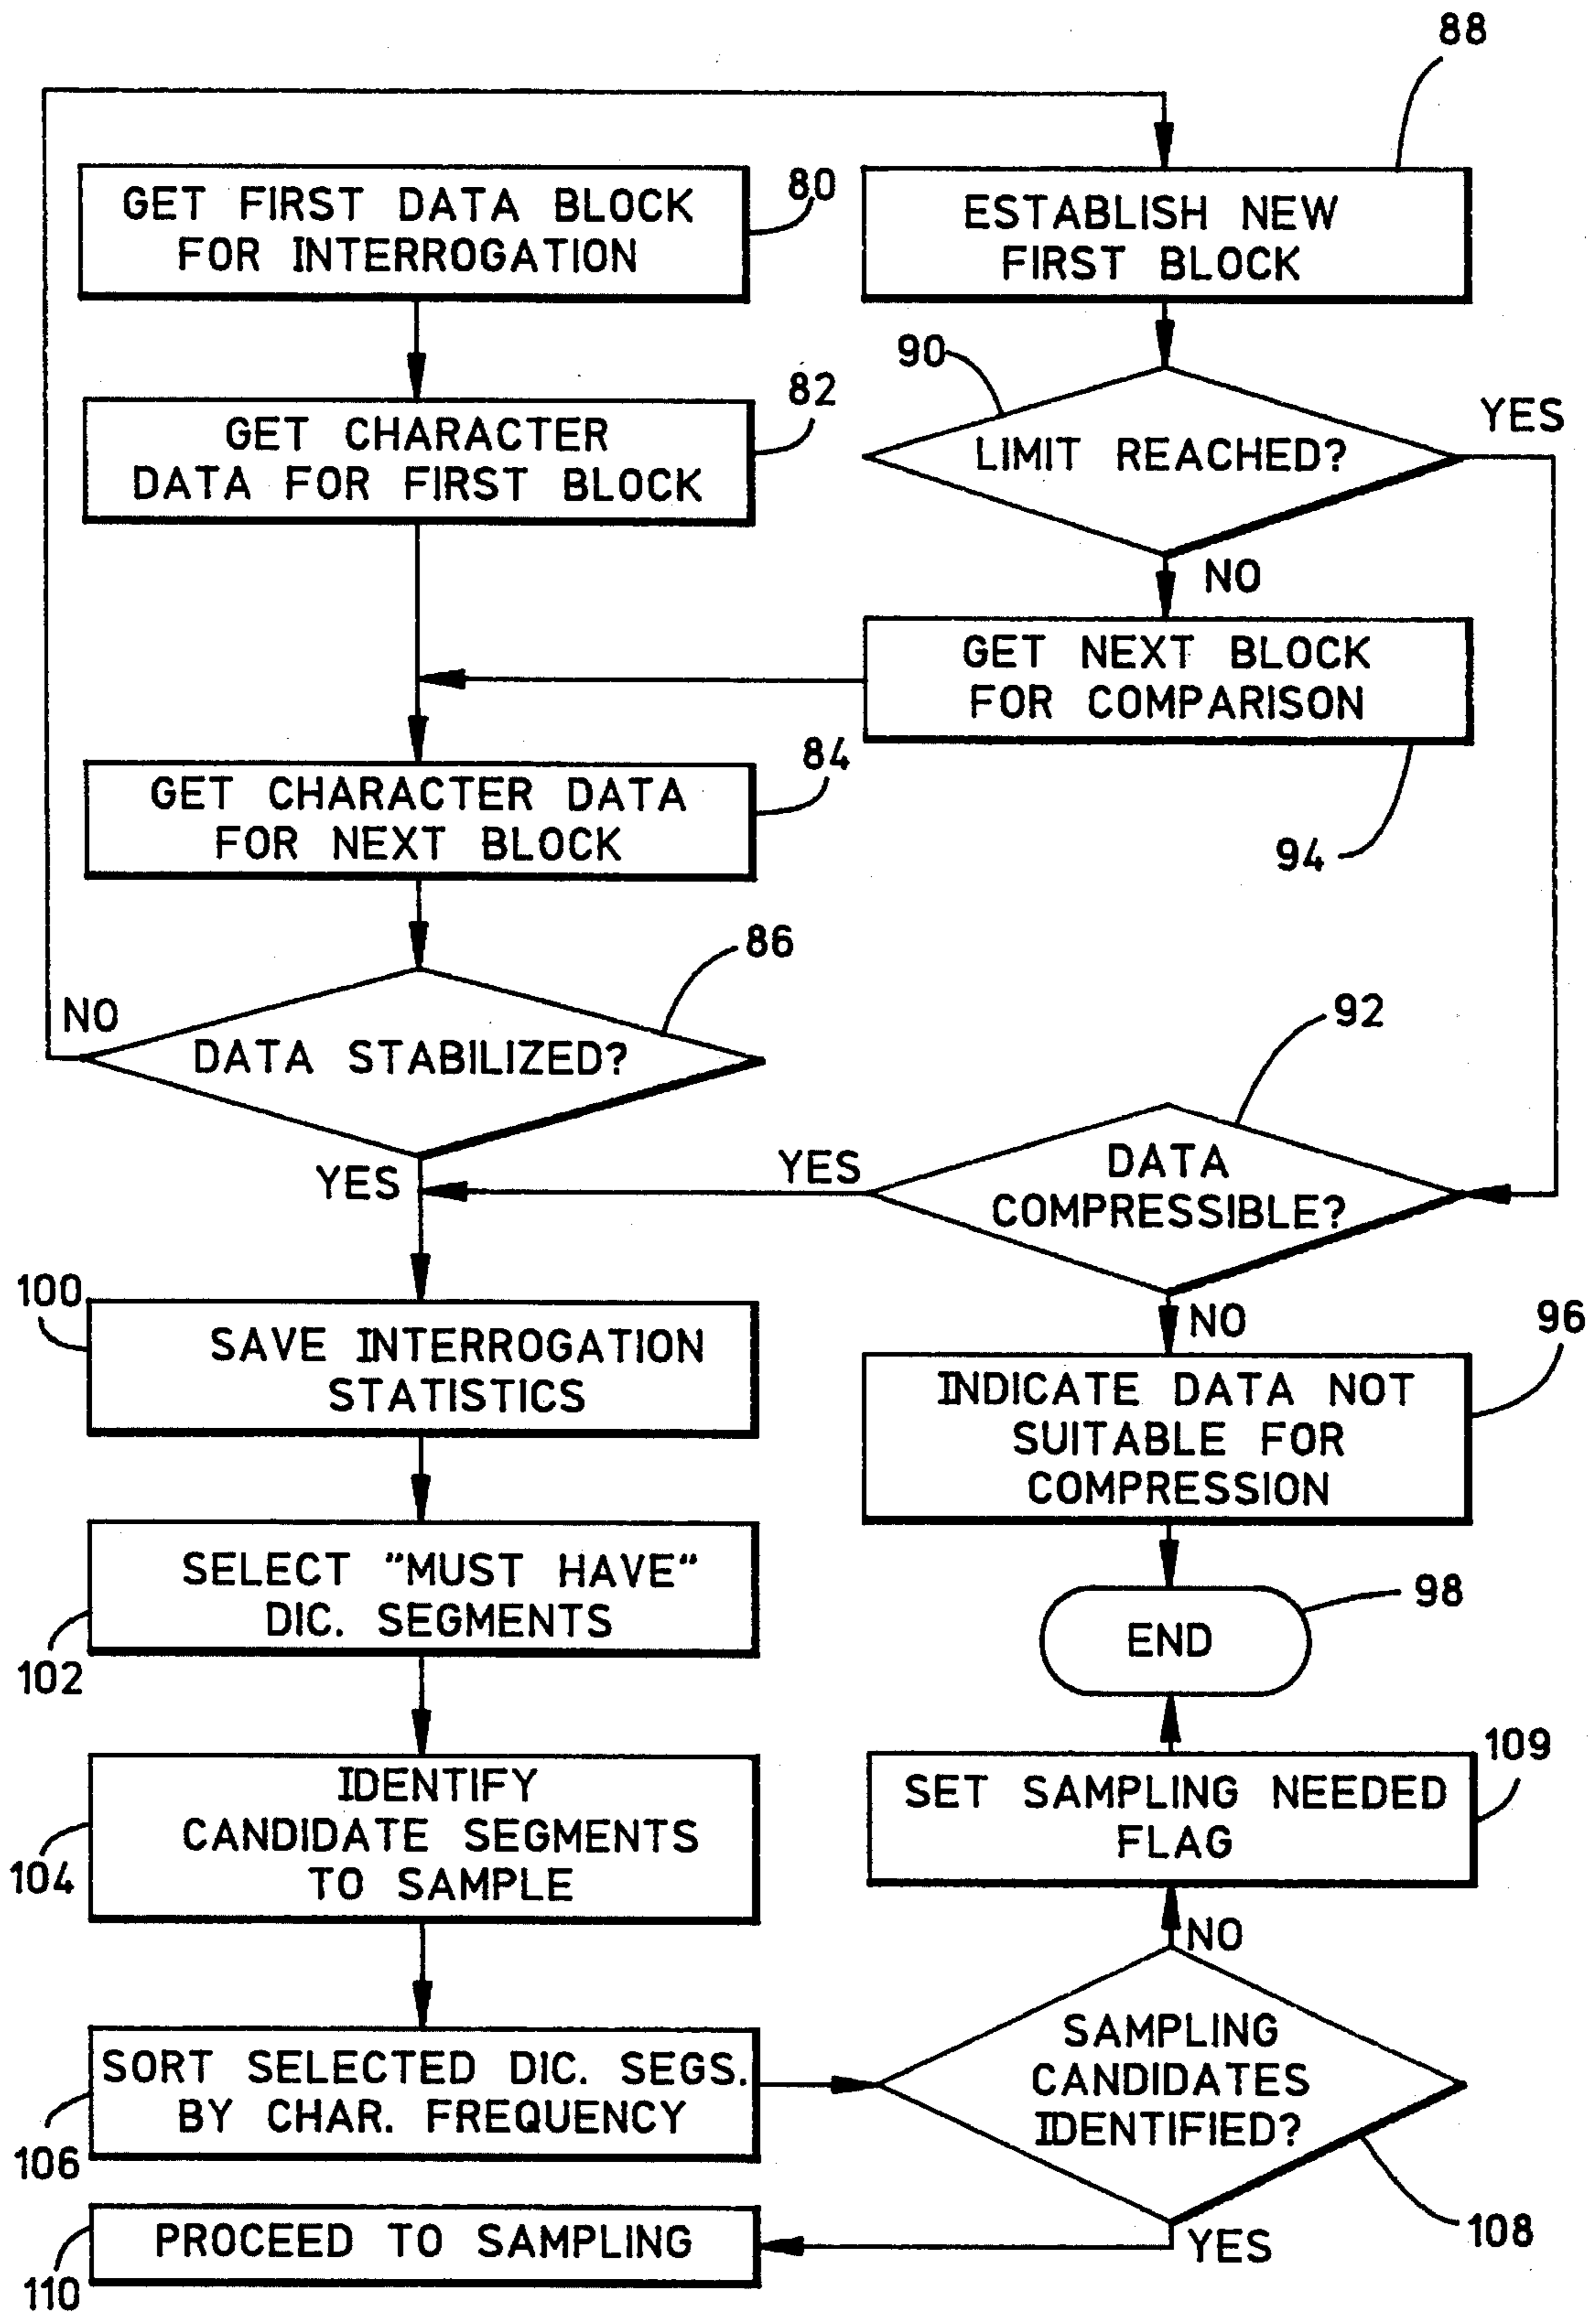 88
GET FIRST DATA BLOCK
FOR INTERROGATION
80
ESTABLISH NEW
FIRST BLOCK
90
LIMIT REACHED?
YES
NO
82
GET CHARACTER
DATA FOR FIRST BLOCK
GET NEXT BLOCK
FOR COMPARISON
94
84
GET CHARACTER DATA
FOR NEXT BLOCK
86
NO
DATA STABILIZED?
YES
92
YES
DATA
COMPRESSIBLE?
NO
100
SAVE INTERROGATION
STATISTICS
96
INDICATE DATA NOT
SUITABLE FOR
COMPRESSION
SELECT "MUST HAVE"
DIC. SEGMENTS
102
98
END
IDENTIFY
CANDIDATE SEGMENTS
TO SAMPLE
104
109
SET SAMPLING NEEDED
FLAG
NO
SORT SELECTED DIC. SEGS.
BY CHAR. FREQUENCY
106
SAMPLING
CANDIDATES
IDENTIFIED?
108
YES
PROCEED TO SAMPLING
110